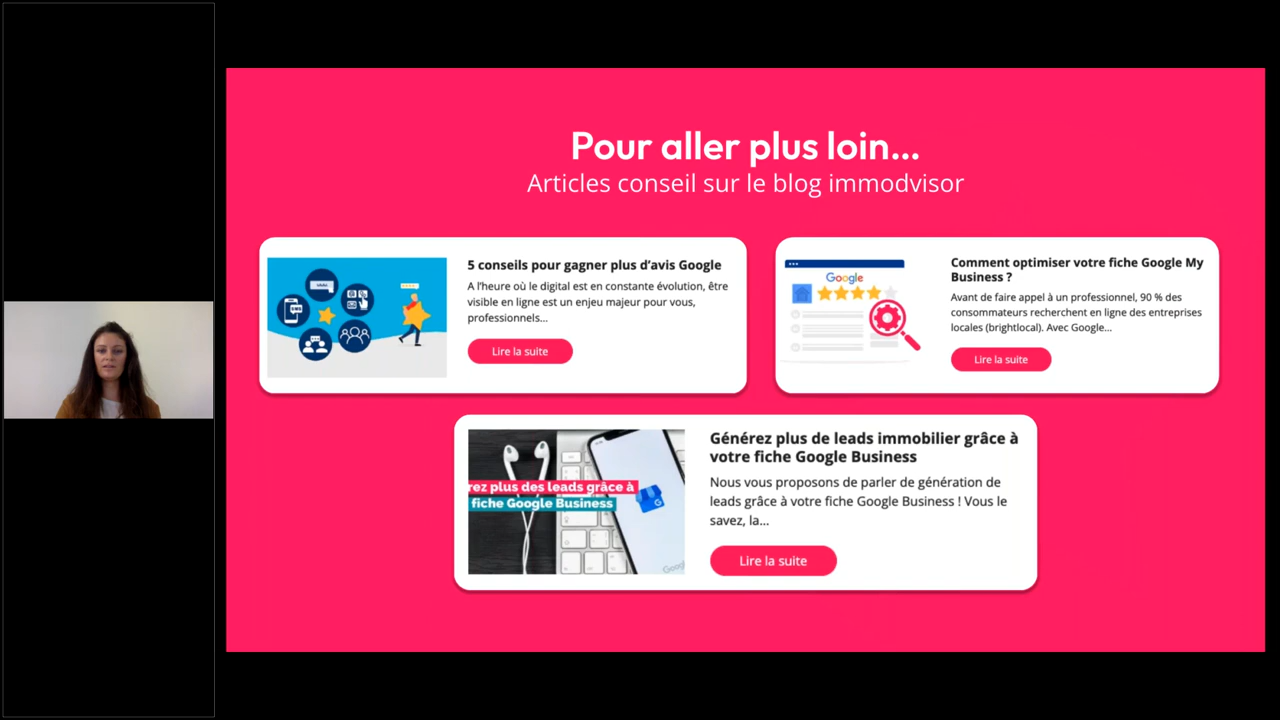 Pour aller plus loin...
Articles conseil sur le blog immodvisor
5 conseils pour gagner plus d'avis Google
A l'heure où le digital est en constante évolution, être
visible en ligne est un enjeu majeur pour vous,
professionnels...
Lire la suite
SMS
Google
Comment optimiser votre fiche Google My
Business ?
Avant de faire appel à un professionnel, 90 % des
consommateurs recherchent en ligne des entreprises
locales (brightlocal). Avec Google...
Lire la suite
rez plus des leads grâce à
fiche Google Business
G
Google
Générez plus de leads immobilier grâce à
votre fiche Google Business
Nous vous proposons de parler de génération de
leads grâce à votre fiche Google Business ! Vous le
savez, la...
Lire la suite